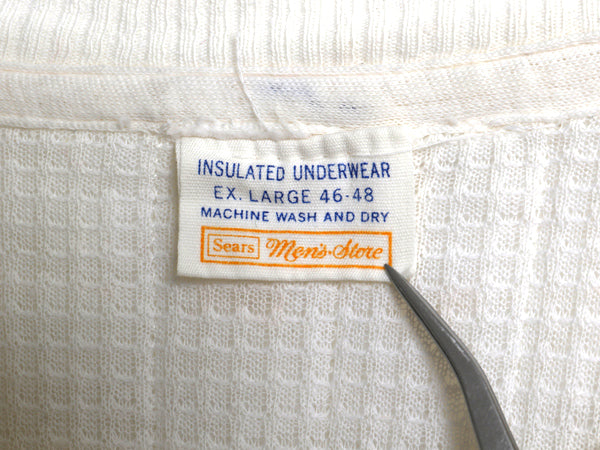 INSULATED UNDERWEAR
EX. LARGE 46-48
MACHINE WASH AND DRY
Sears Men's-Store